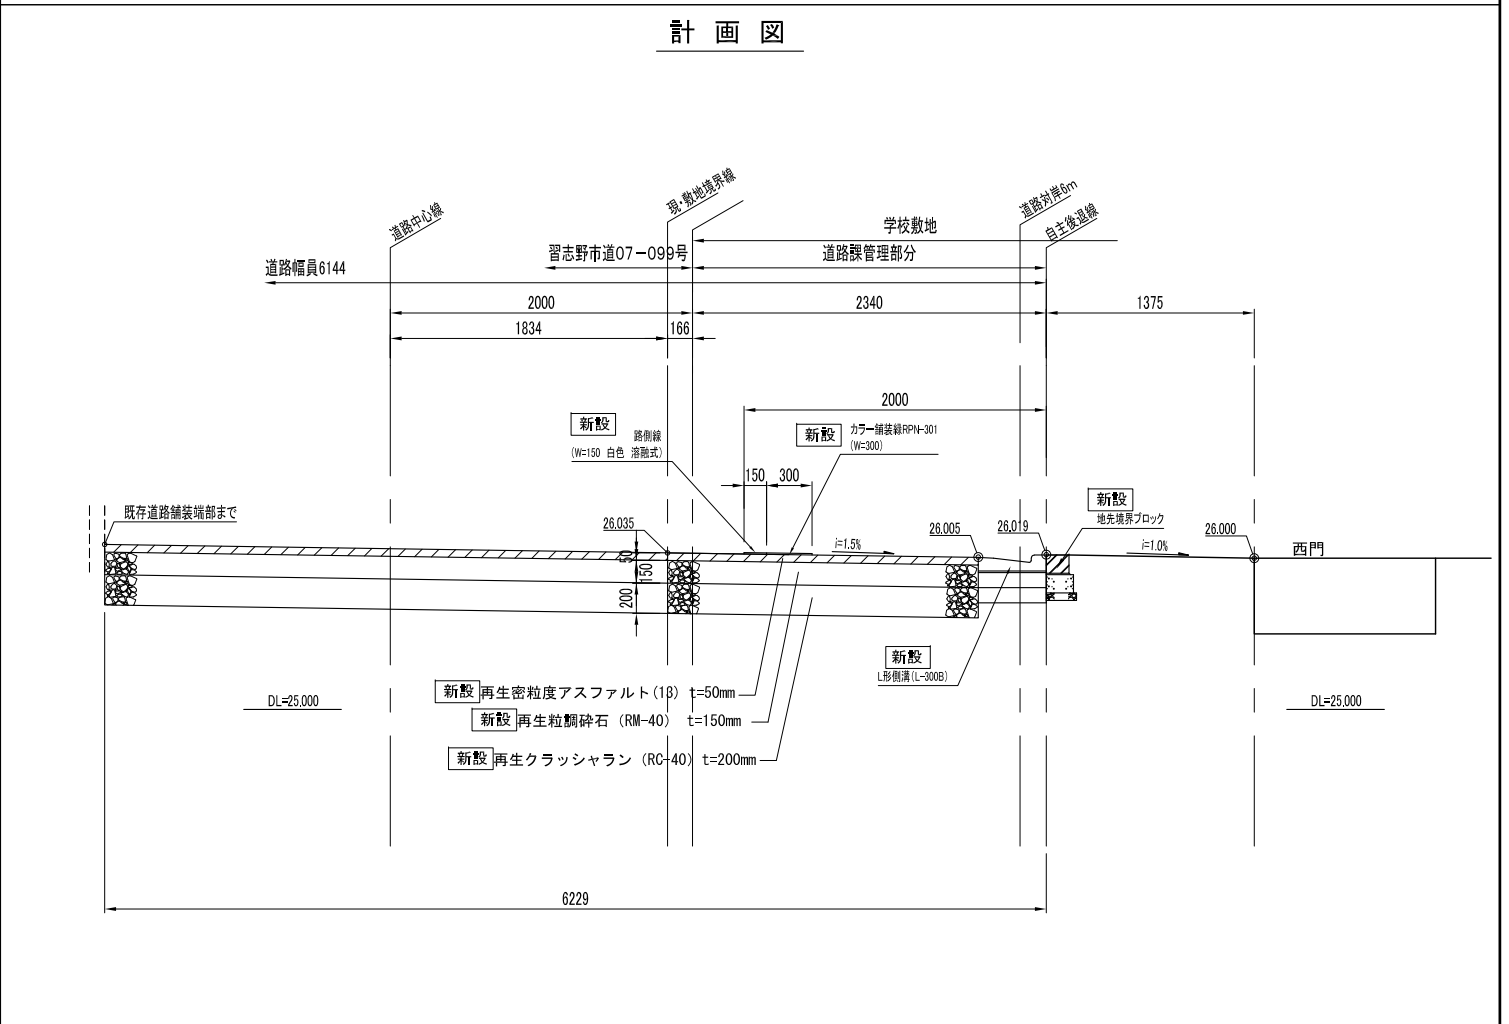 計画図
道路中心線
現・敷地境界線
道路対岸6m
自主後退線
学校敷地
習志野市道07－099号
道路課管理部分
道路幅員6144
2000
2340
1375
1834
166
2000
新設
路側線
(W=150 白色 溶融式)
新設
カラー舗装線RPN-301
(W=300)
150
300
既存道路舗装端部まで
新設
地先境界ブロック
26.035
26.005
26.019
26.000
i=1.5%
i=1.0%
西門
50
150
200
新設
L形側溝(L-300B)
新設 再生密粒度アスファルト(13) t=50mm
新設 再生粒調砕石 (RM-40) t=150mm
新設 再生クラッシャラン (RC-40) t=200mm
DL=25,000
DL=25,000
6229